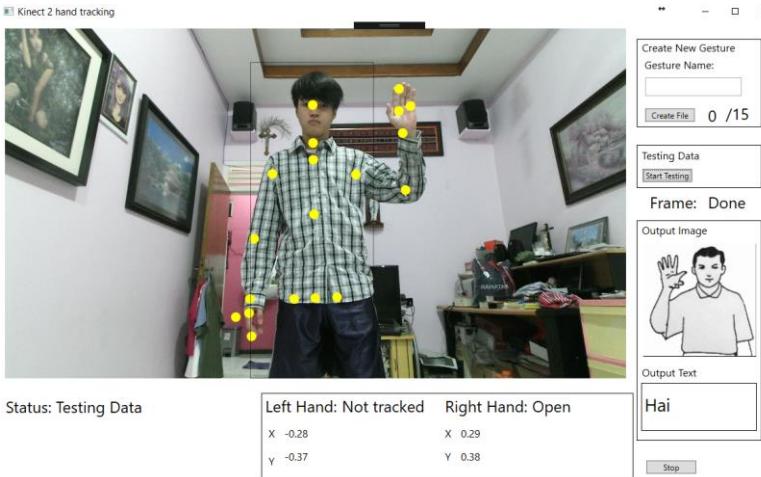 Kinect 2 hand tracking
Create New Gesture
Gesture Name:
Create File 0 /15
Testing Data
Start Testing
Frame: Done
Output Image
Output Text
Hai
Stop
Status: Testing Data
Left Hand: Not tracked Right Hand: Open
X -0.28 X 0.29
Y -0.37 Y 0.38